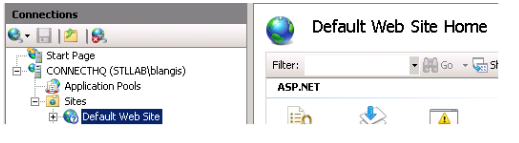 Connections
Start Page
CONNECTHQ (STLLAB\blangis)
Application Pools
Sites
Default Web Site
Default Web Site Home
Filter:
Go
ASP.NET